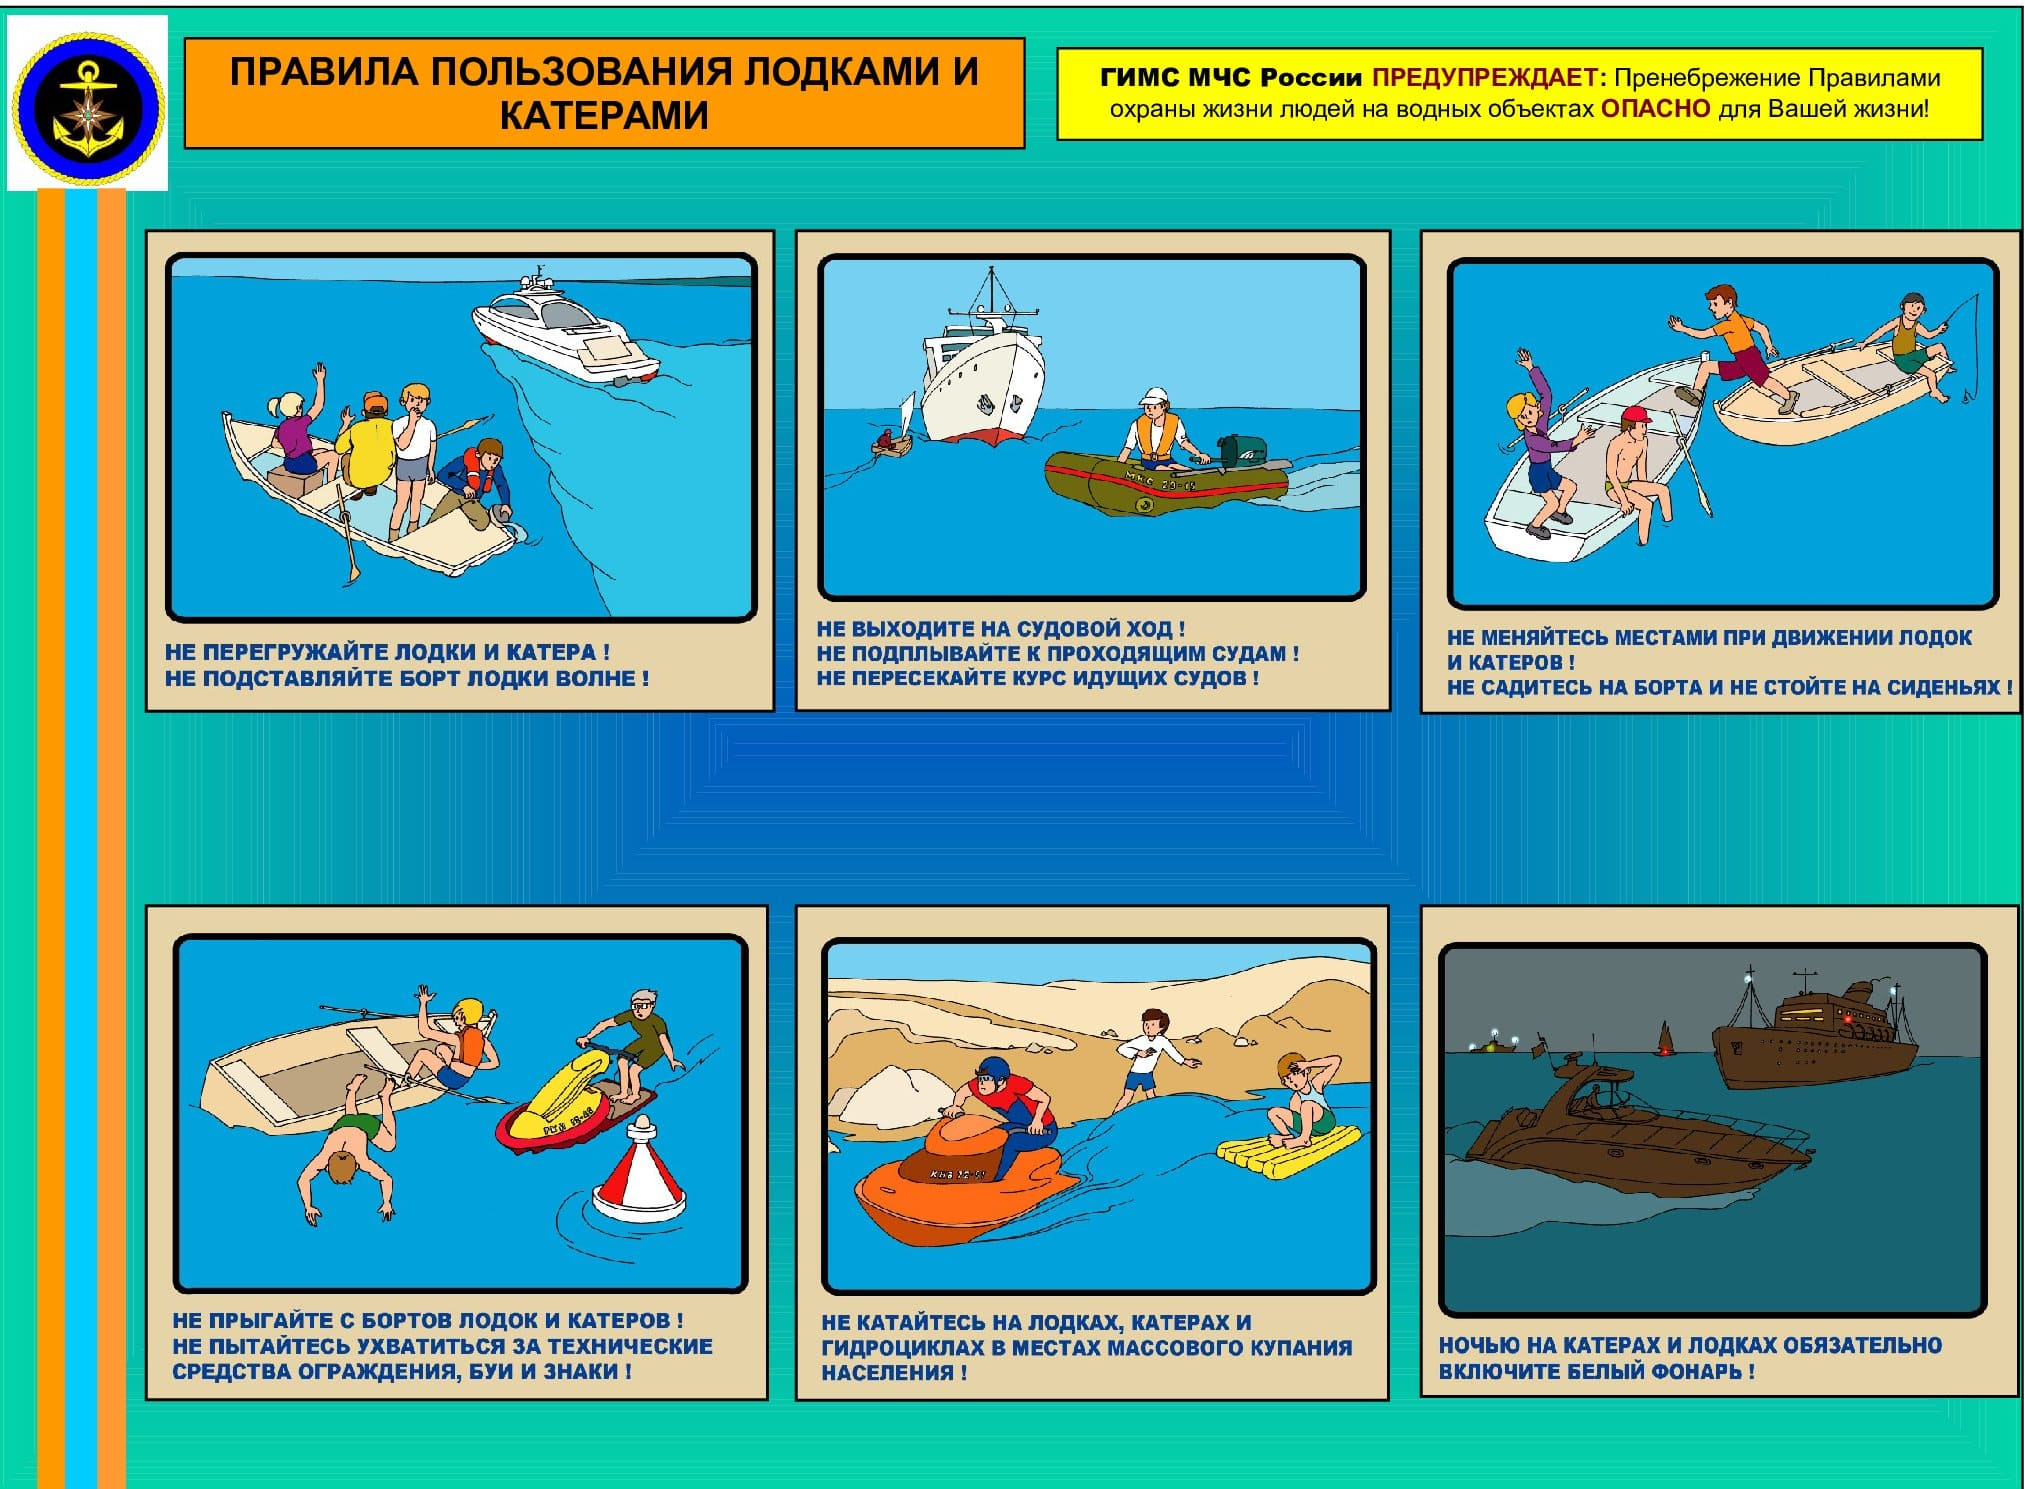 ПРАВИЛА ПОЛЬЗОВАНИЯ ЛОДКАМИ И
КАТЕРАМИ
ГИМС МЧС России ПРЕДУПРЕЖДАЕТ: Пренебрежение Правилами
охраны жизни людей на водных объектах ОПАСНО для Вашей жизни!
НЕ ПЕРЕГРУЖАЙТЕ ЛОДКИ И КАТЕРА !
НЕ ПОДСТАВЛЯЙТЕ БОРТ ЛОДКИ ВОЛНЕ !
НЕ ВЫХОДИТЕ НА СУДОВОЙ ХОД !
НЕ ПОДПЛЫВАЙТЕ К ПРОХОДЯЩИМ СУДАМ !
НЕ ПЕРЕСЕКАЙТЕ КУРС ИДУЩИХ СУДОВ !
НЕ МЕНЯЙТЕСЬ МЕСТАМИ ПРИ ДВИЖЕНИИ ЛОДОК
И КАТЕРОВ !
НЕ САДИТЕСЬ НА БОРТА И НЕ СТОЙТЕ НА СИДЕНЬЯХ !
НЕ ПРЫГАЙТЕ С БОРТОВ ЛОДОК И КАТЕРОВ !
НЕ ПЫТАЙТЕСЬ УХВАТИТЬСЯ ЗА ТЕХНИЧЕСКИЕ
СРЕДСТВА ОГРАЖДЕНИЯ, БУИ И ЗНАКИ !
НЕ КАТАЙТЕСЬ НА ЛОДКАХ, КАТЕРАХ И
ГИДРОЦИКЛАХ В МЕСТАХ МАССОВОГО КУПАНИЯ
НАСЕЛЕНИЯ !
НОЧЬЮ НА КАТЕРАХ И ЛОДКАХ ОБЯЗАТЕЛЬНО
ВКЛЮЧИТЕ БЕЛЫЙ ФОНАРЬ !